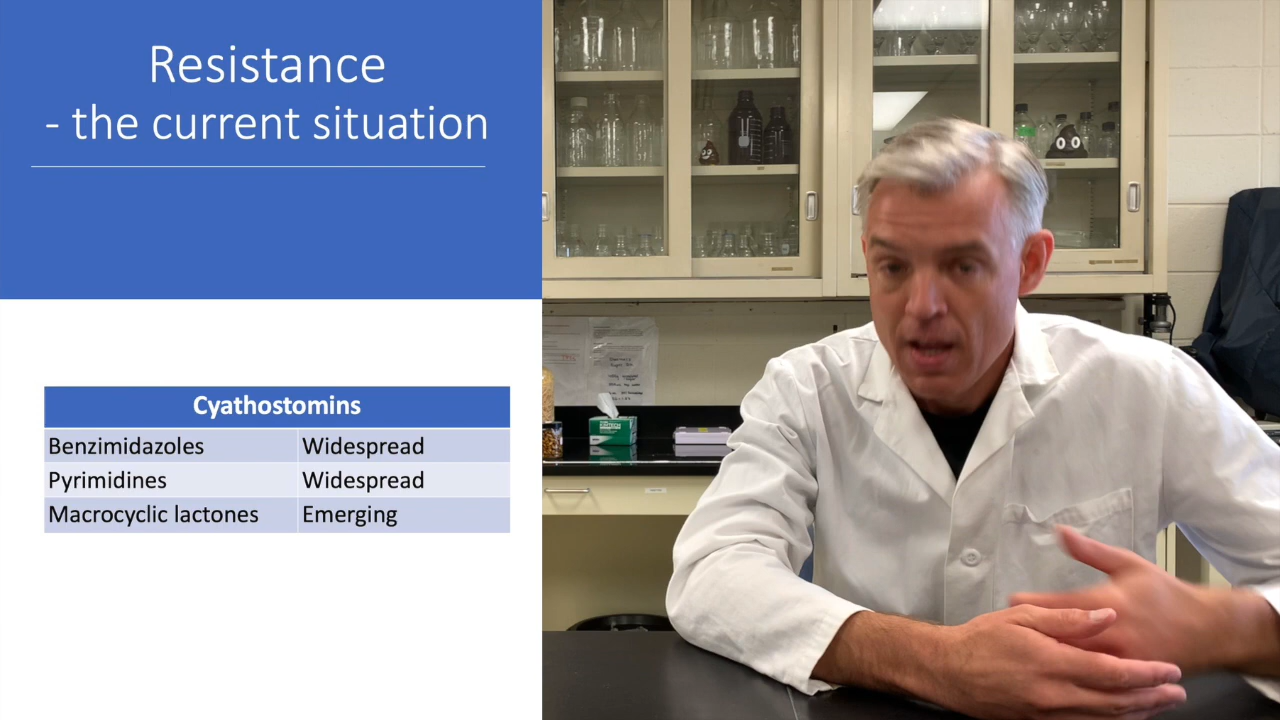 Resistance
- the current situation
Cyathostomins
Benzimidazoles Widespread
Pyrimidines Widespread
Macrocyclic lactones Emerging